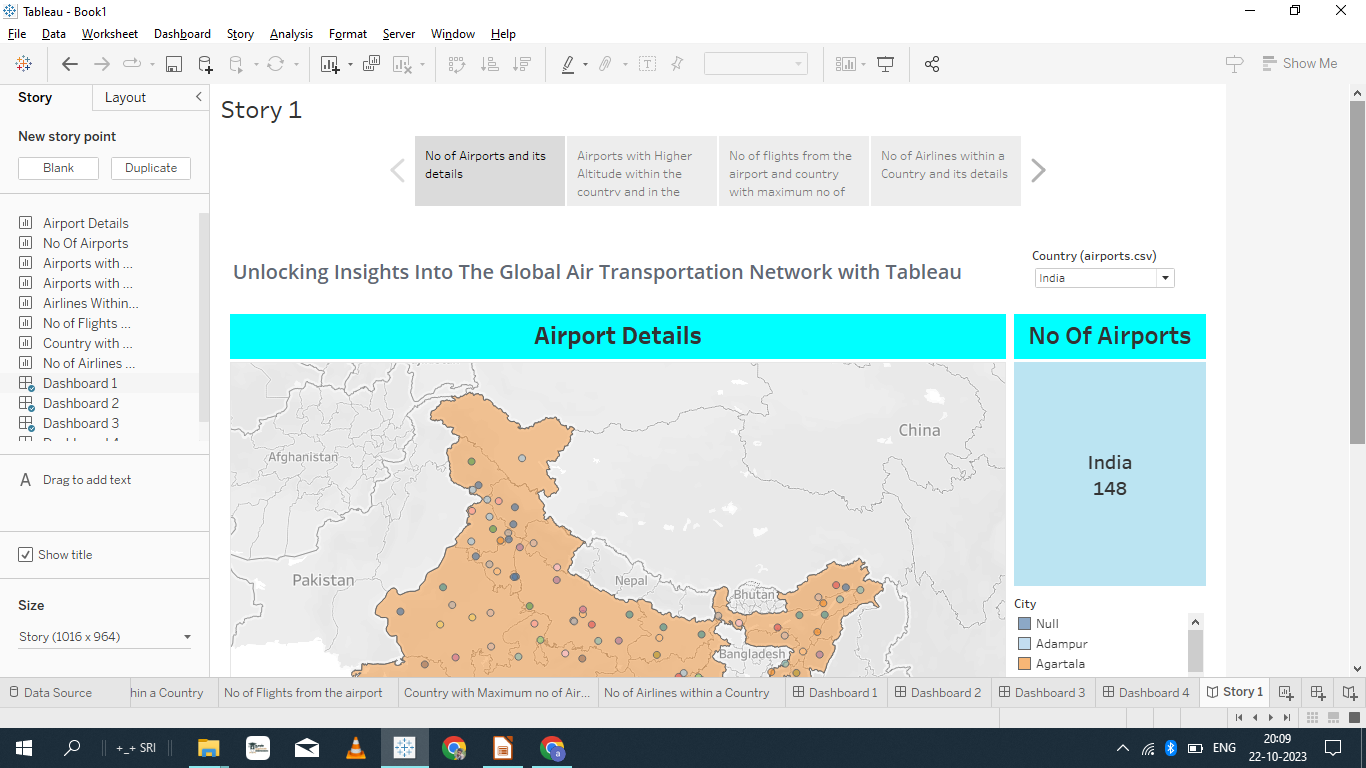 Tableau - Book1
File Data Worksheet Dashboard Story Analysis Format Server Window Help
Show Me
Story Layout
New story point
Blank Duplicate
Airport Details
No Of Airports
Airports with ...
Airports with ...
Airlines Within...
No of Flights ...
Country with ...
No of Airlines ...
Dashboard 1
Dashboard 2
Dashboard 3
A Drag to add text
Show title
Size
Story (1016 x 964)
Story 1
No of Airports and its
details
Airports with Higher
Altitude within the
country and in the
No of flights from the
airport and country
with maximum no of
No of Airlines within a
Country and its details
Unlocking Insights Into The Global Air Transportation Network with Tableau
Country (airports.csv)
India
Airport Details
No Of Airports
China
Afghanistan
Pakistan
Nepal
Bhutan
Bangladesh
India
148
City
Null
Adampur
Agartala
Data Source hin a Country No of Flights from the airport Country with Maximum no of Air... No of Airlines within a Country Dashboard 1 Dashboard 2 Dashboard 3 Dashboard 4 Story 1
+_+ SRI
ENG
20:09
22-10-2023